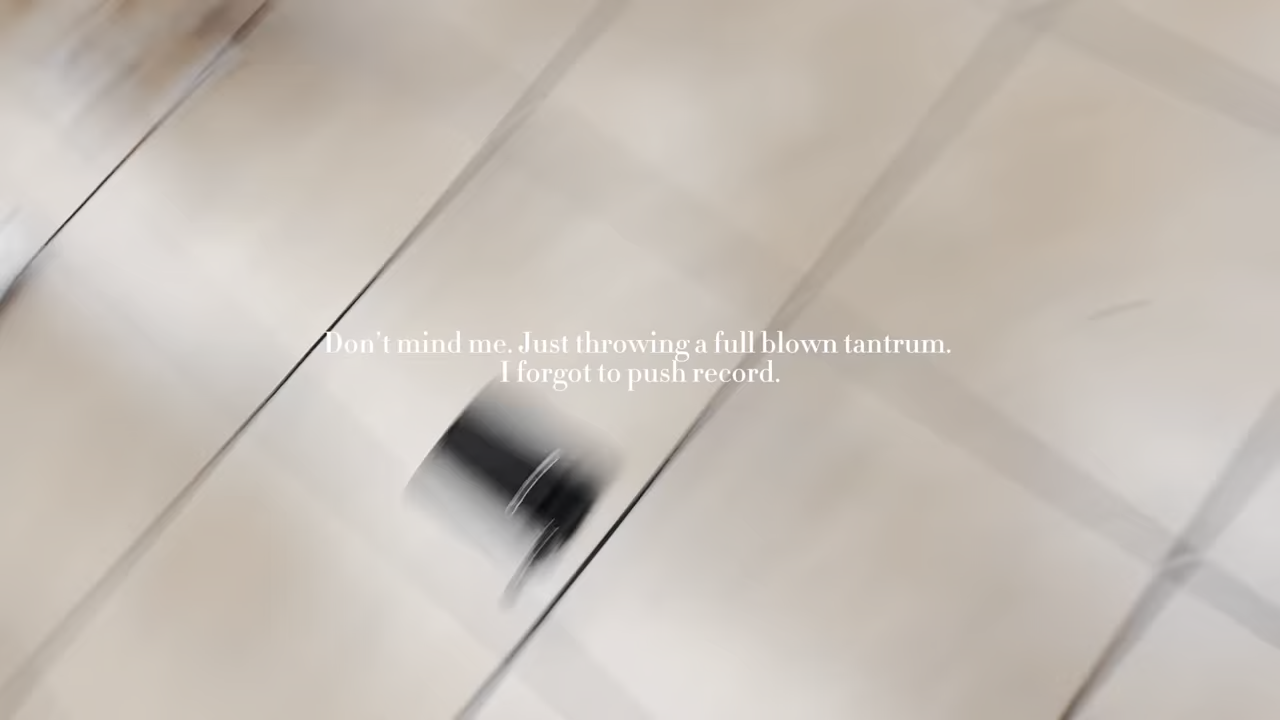 Don't mind me. Just throwing a full blown tantrum.
I forgot to push record.